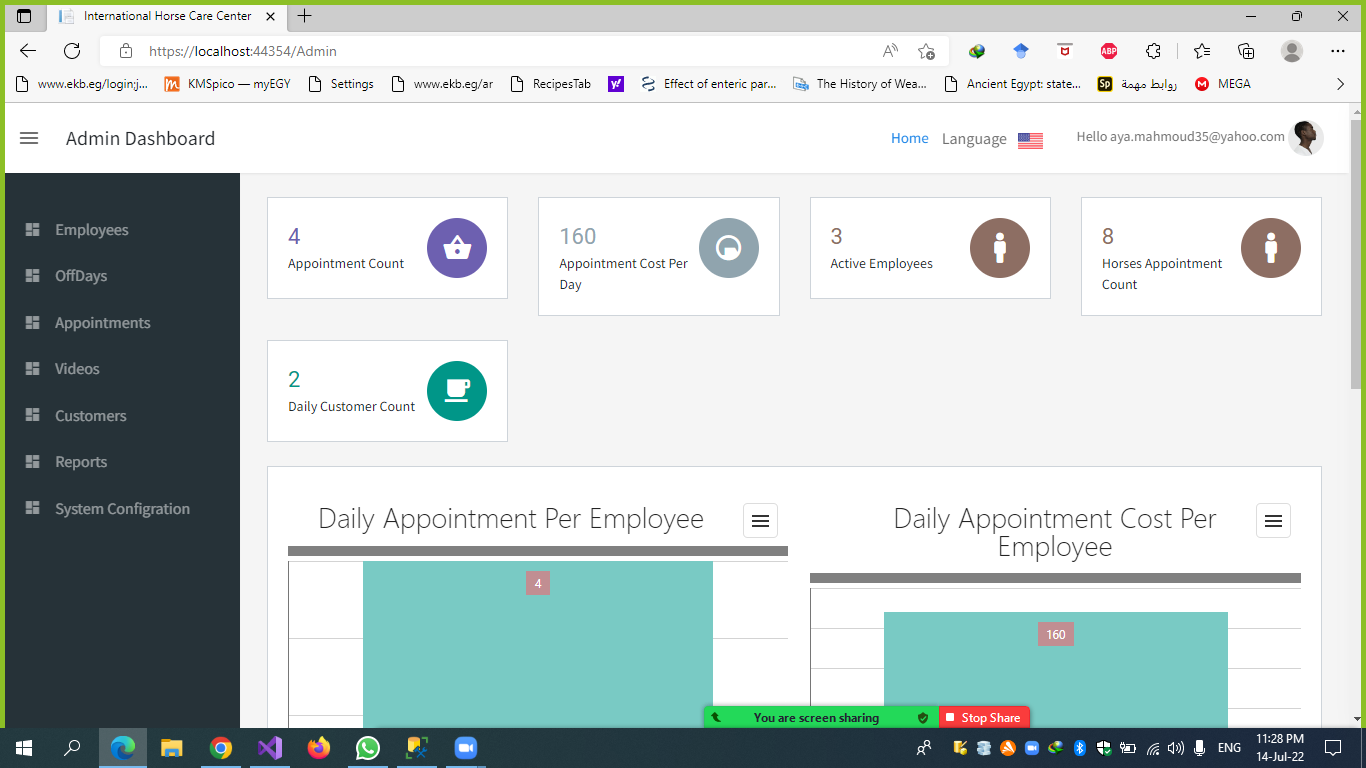 International Horse Care Center
https://localhost:44354/Admin
www.ekb.eg/login;j...
KMSpico — myEGY
Settings
www.ekb.eg/ar
RecipesTab
Effect of enteric par...
The History of Wea...
Ancient Egypt: state...
روابط مهمة
MEGA
Admin Dashboard
Home
Language
Hello aya.mahmoud35@yahoo.com
Employees
OffDays
Appointments
Videos
Customers
Reports
System Configration
4
Appointment Count
160
Appointment Cost Per
Day
3
Active Employees
8
Horses Appointment
Count
2
Daily Customer Count
Daily Appointment Per Employee
4
Daily Appointment Cost Per
Employee
160
You are screen sharing
Stop Share
ENG
11:28 PM
14-Jul-22
ABP
Sp